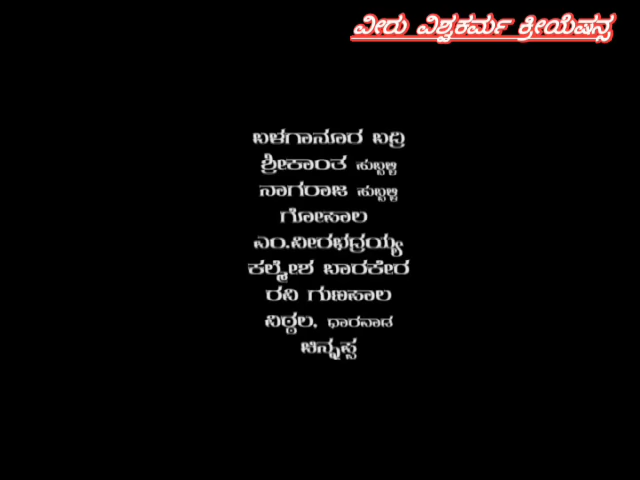 ವೀರು ವಿಶ್ವಕರ್ಮ ಕ್ರೀಯೆಷನ್ಸ
ಬಳಗಾನೂರ ಬದ್ರಿ
ಶ್ರೀಕಾಂತ ಹುಬ್ಬಳ್ಳಿ
ನಾಗರಾಜ ಹುಬ್ಬಳ್ಳಿ
ಗೋಪಾಲ
ಎಂ.ವೀರಭದ್ರಯ್ಯ
ಕಲ್ಮೇಶ ಬಾರಕೇರ
ರವಿ ಗುಣಪಾಲ
ವಿಠ್ಠಲ, ಧಾರವಾಡ
ಚಿನ್ನಪ್ಪ